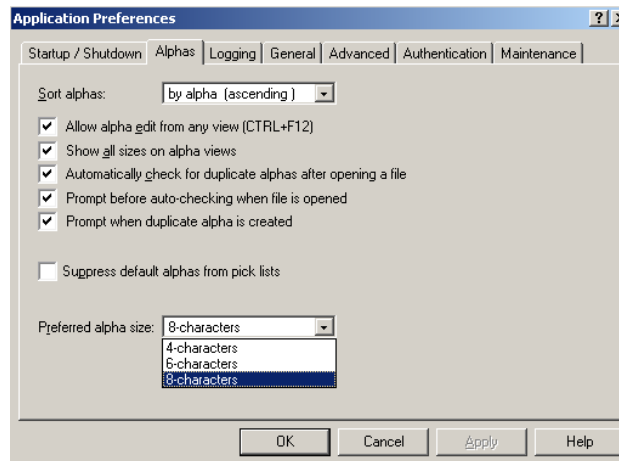 Application Preferences
Startup / Shutdown Alphas Logging General Advanced Authentication Maintenance
Sort alphas: by alpha (ascending )
Allow alpha edit from any view (CTRL+F12)
Show all sizes on alpha views
Automatically check for duplicate alphas after opening a file
Prompt before auto-checking when file is opened
Prompt when duplicate alpha is created
Suppress default alphas from pick lists
Preferred alpha size: 8-characters
4-characters
6-characters
8-characters
OK Cancel Apply Help